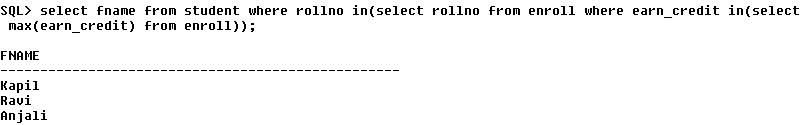 SQL> select fname from student where rollno in(select rollno from enroll where earn_credit in(select
max(earn_credit) from enroll));
FNAME
--------------------------------------------------
Kapil
Ravi
Anjali